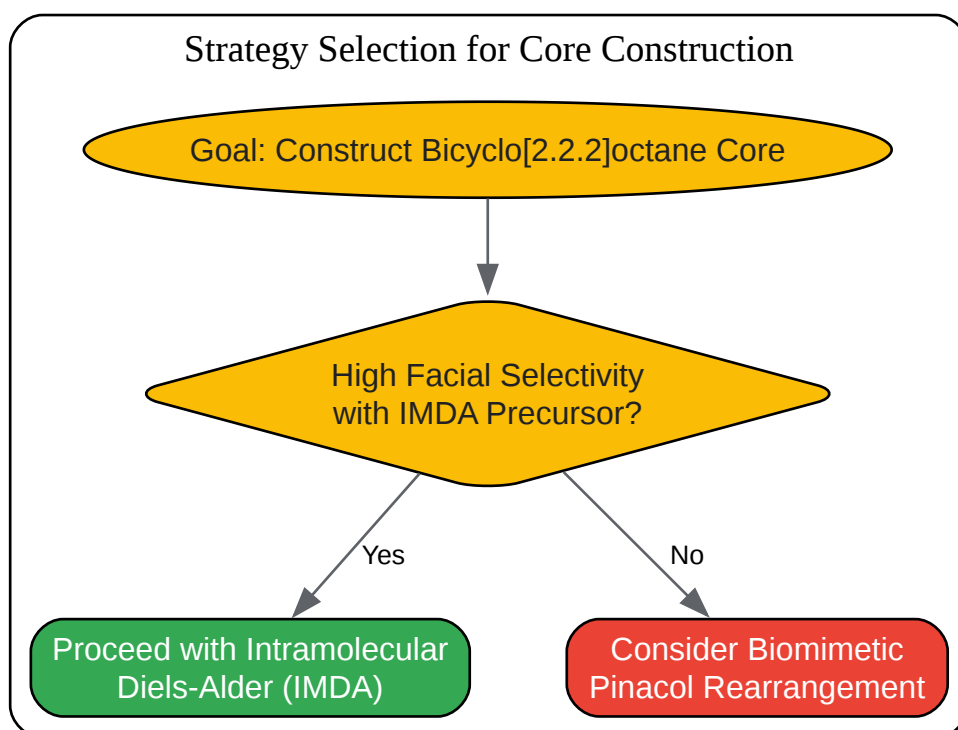 Strategy Selection for Core Construction
Goal: Construct Bicyclo[2.2.2]octane Core
High Facial Selectivity
with IMDA Precursor?
Yes
No
Proceed with Intramolecular
Diels-Alder (IMDA)
Consider Biomimetic
Pinacol Rearrangement